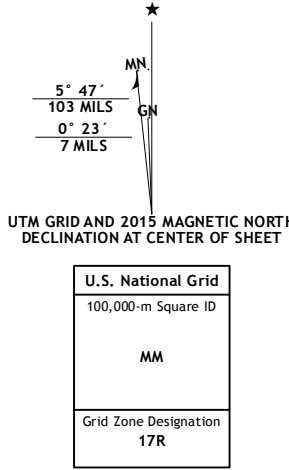 ★
MN.
GN
5° 47´
103 MILS
0° 23´
7 MILS
UTM GRID AND 2015 MAGNETIC NORTH
DECLINATION AT CENTER OF SHEET
U.S. National Grid
100,000-m Square ID
MM
Grid Zone Designation
17R